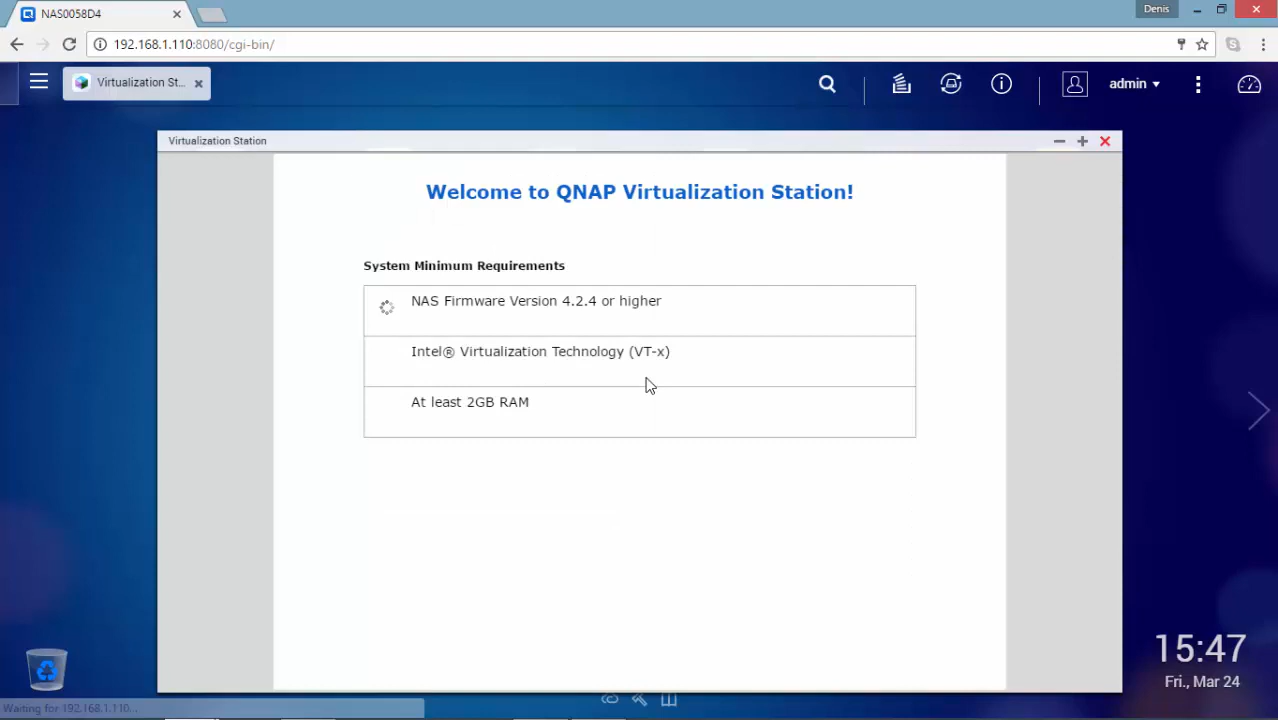 NAS0058D4
Denis
192.168.1.110:8080/cgi-bin/
Virtualization St...
admin
Virtualization Station
Welcome to QNAP Virtualization Station!
System Minimum Requirements
NAS Firmware Version 4.2.4 or higher
Intel® Virtualization Technology (VT-x)
At least 2GB RAM
15:47
Fri., Mar 24
Waiting for 192.168.1.110...